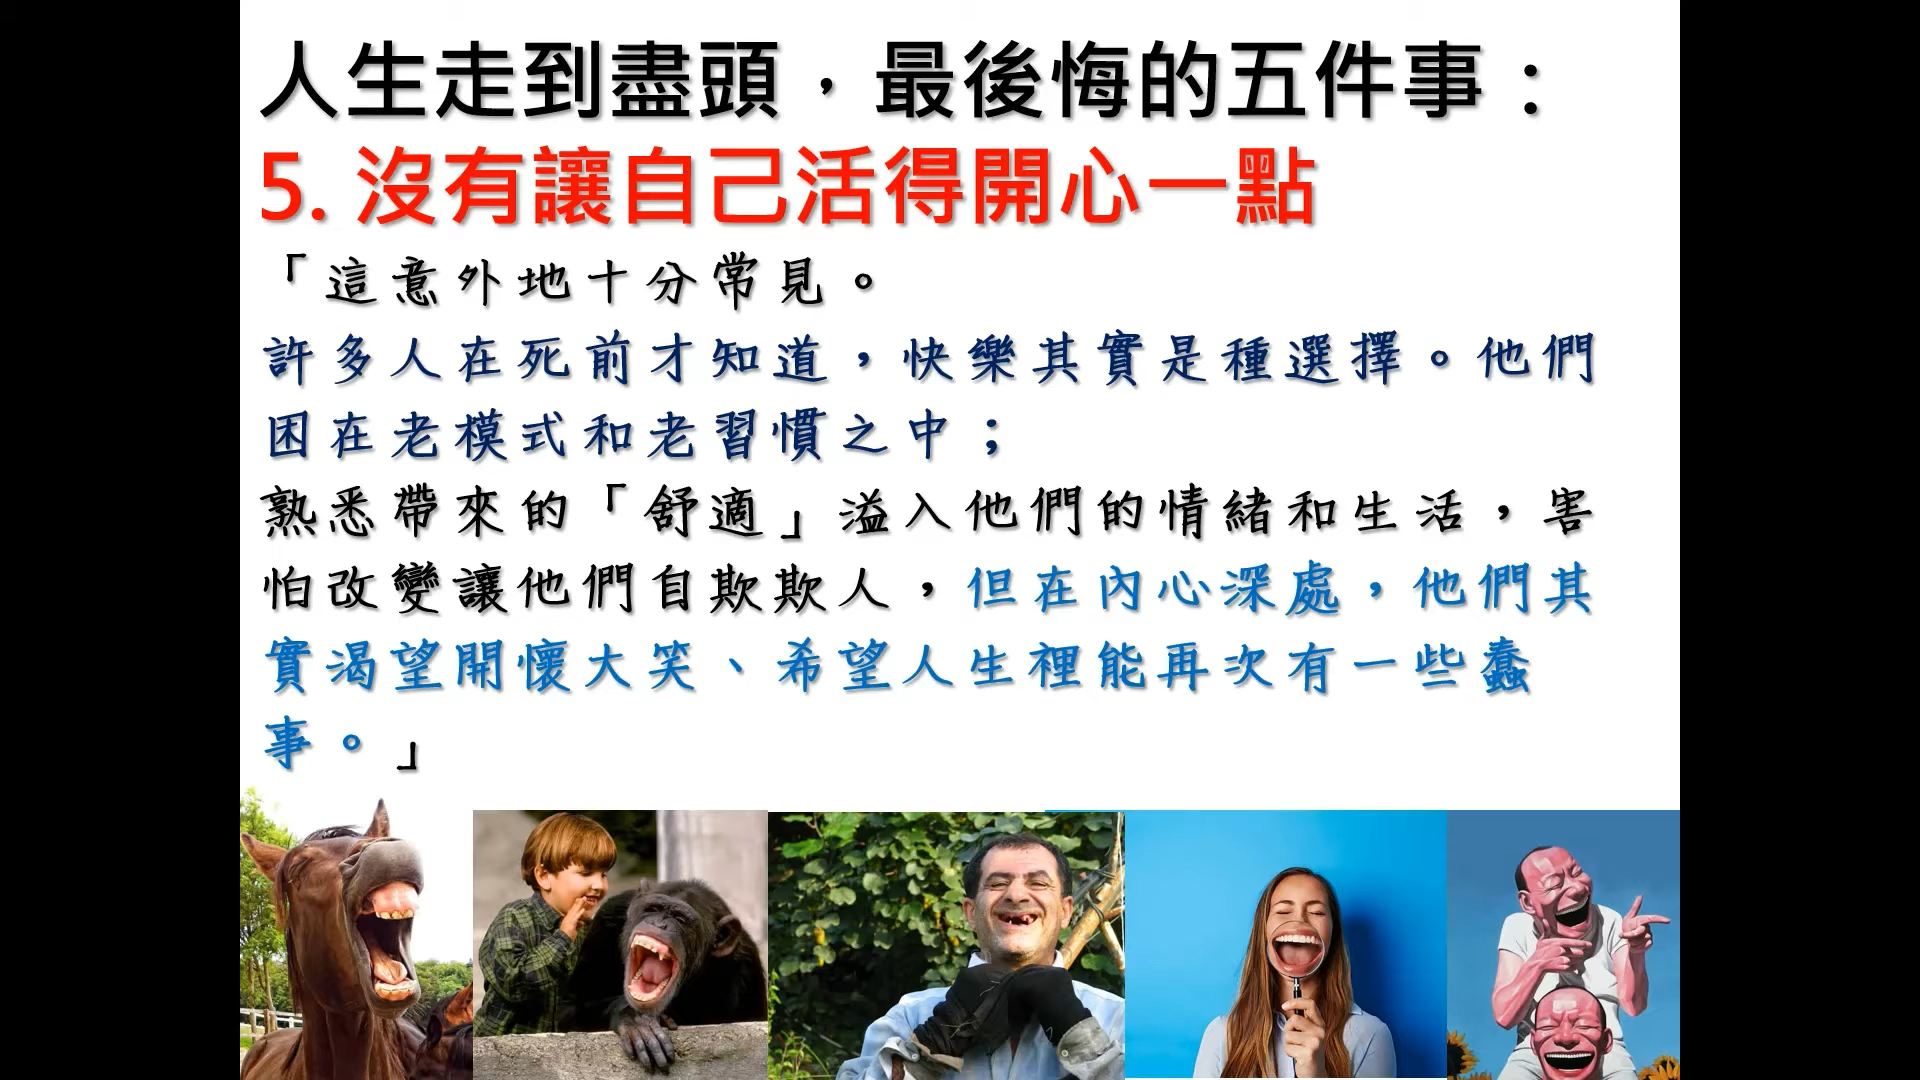 人生走到盡頭，最後悔的五件事：
5. 沒有讓自己活得開心一點
「這意外地十分常見。
許多人在死前才知道，快樂其實是種選擇。他們
困在老模式和老習慣之中；
熟悉帶來的「舒適」溢入他們的情緒和生活，害
怕改變讓他們自欺欺人，但在內心深處，他們其
實渴望開懷大笑、希望人生裡能再次有一些蠢
事。」